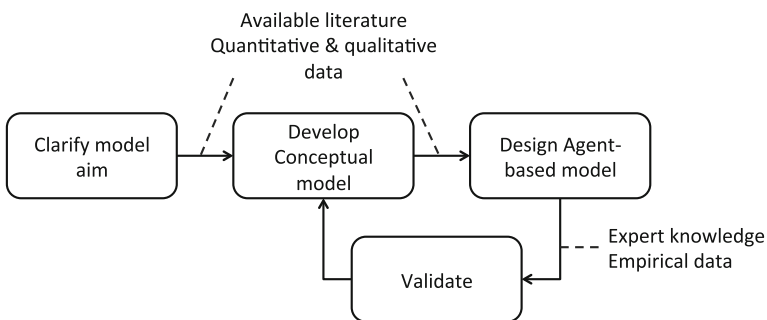 Available literature
Quantitative & qualitative
data
Clarify model
aim
Develop
Conceptual
model
Design Agent-
based model
Expert knowledge
Empirical data
Validate